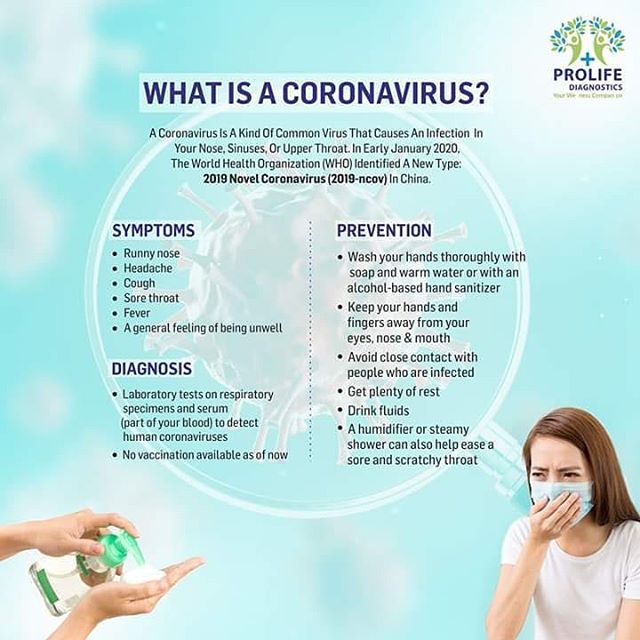 PROLIFE
DIAGNOSTICS
WHAT IS A CORONAVIRUS?
A Coronavirus Is A Kind Of Common Virus That Causes An Infection In
Your Nose, Sinuses, Or Upper Throat. In Early January 2020,
The World Health Organization (WHO) Identified A New Type:
2019 Novel Coronavirus (2019-ncov) In China.
SYMPTOMS
• Runny nose
• Headache
• Cough
• Sore throat
• Fever
• A general feeling of being unwell
DIAGNOSIS
• Laboratory tests on respiratory
specimens and serum
(part of your blood) to detect
human coronaviruses
• No vaccination available as of now
PREVENTION
• Wash your hands thoroughly with
soap and warm water or with an
alcohol-based hand sanitizer
• Keep your hands and
fingers away from your
eyes, nose & mouth
• Avoid close contact with
people who are infected
• Get plenty of rest
• Drink fluids
• A humidifier or steamy
shower can also help ease a
sore and scratchy throat